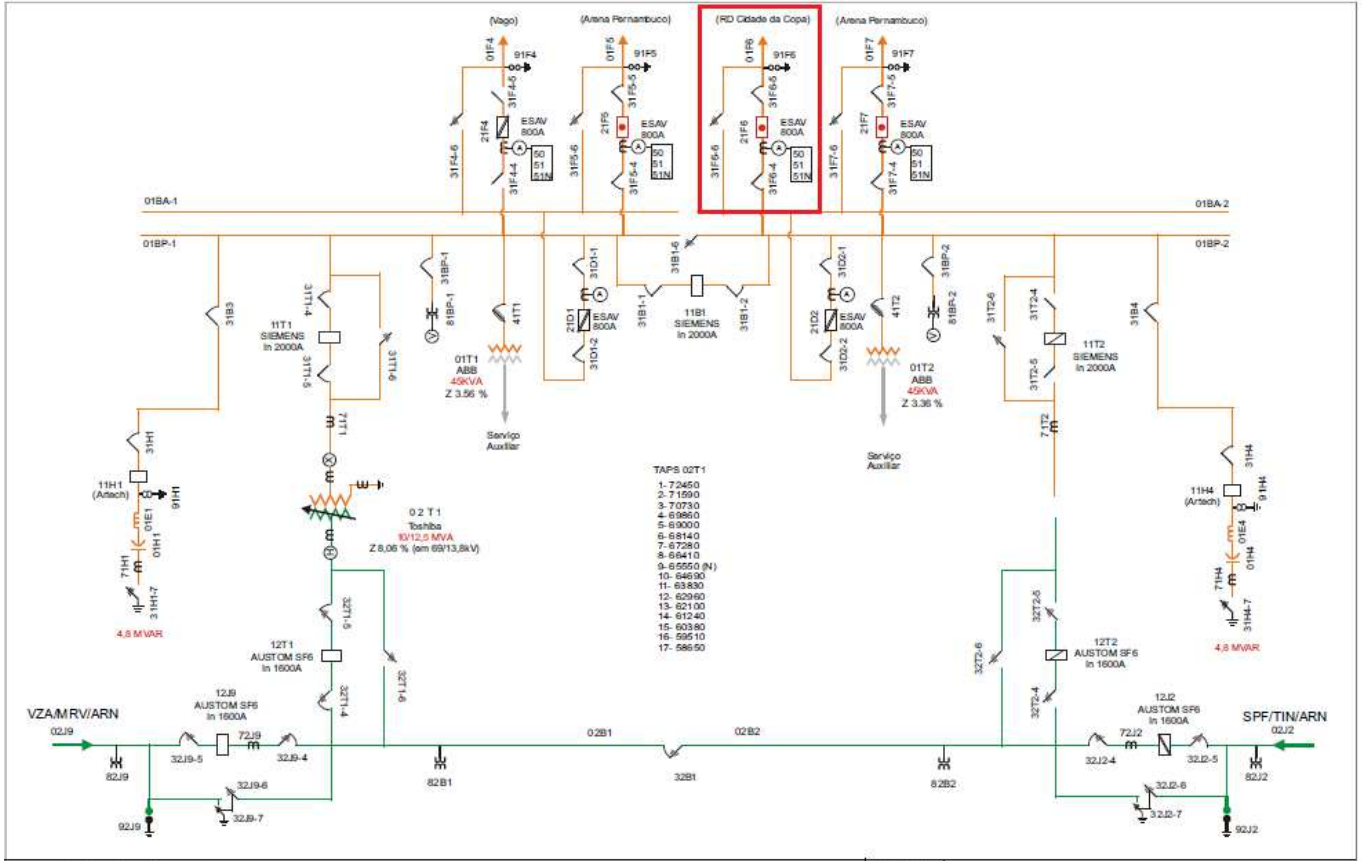 (Vago)
(Arena Pernambuco)
(RD Cidade da Copa)
(Arena Pernambuco)
01F4
91F4
01F5
91F5
01F6
91F6
01F7
91F7
31F4-5
31F5-5
31F6-5
31F7-5
21F4
ESAV
800A
21F5
ESAV
800A
21F6
ESAV
800A
21F7
ESAV
800A
31F4-6
31F5-6
31F6-6
31F7-6
A
50
51
51N
A
50
51
51N
A
50
51
51N
A
50
51
51N
31F4-4
31F5-4
31F6-4
31F7-4
01BA-1
01BA-2
01BP-1
01BP-2
31B3
31T1-4
11T1
SIEMENS
In 2000A
31T1-5
31T1-6
31BP-1
81BP-1
V
41T1
31D1-1
A
21D1
ESAV
800A
31D1-2
31B1-6
31B1-1
11B1
SIEMENS
In 2000A
31B1-2
31D2-1
A
21D2
ESAV
800A
31D2-2
41T2
31BP-2
81BP-2
V
31T2-6
31T2-4
11T2
SIEMENS
In 2000A
31T2-5
31B4
01T1
ABB
45KVA
Z 3.56 %
01T2
ABB
45KVA
Z 3.36 %
Serviço
Auxiliar
Serviço
Auxiliar
71T1
71T2
X
31H1
11H1
(Artech)
91H1
01E1
01H1
71H1
31H1-7
4,8 MVAR
0 2 T1
Toshiba
10/12,5 MVA
Z 8,06 % (em 69/13,8kV)
H
TAPS 02T1
1- 72450
2- 71590
3- 70730
4- 69860
5- 69000
6- 68140
7- 67280
8- 66410
9- 65550 (N)
10- 64690
11- 63830
12- 62960
13- 62100
14- 61240
15- 60380
16- 59510
17- 58650
31H4
11H4
(Artech)
91H4
01E4
01H4
71H4
31H4-7
4,8 MVAR
32T1-5
12T1
AUSTOM SF6
In 1600A
32T1-4
32T1-6
32T2-5
12T2
AUSTOM SF6
In 1600A
32T2-4
32T2-6
VZA/MRV/ARN
02J9
12J9
AUSTOM SF6
In 1600A
72J9
32J9-5
32J9-4
82J9
32J9-6
32J9-7
92J9
02B1
02B2
82B1
32B1
82B2
SPF/TIN/ARN
02J2
12J2
AUSTOM SF6
In 1600A
72J2
32J2-4
32J2-5
82J2
32J2-6
32J2-7
92J2